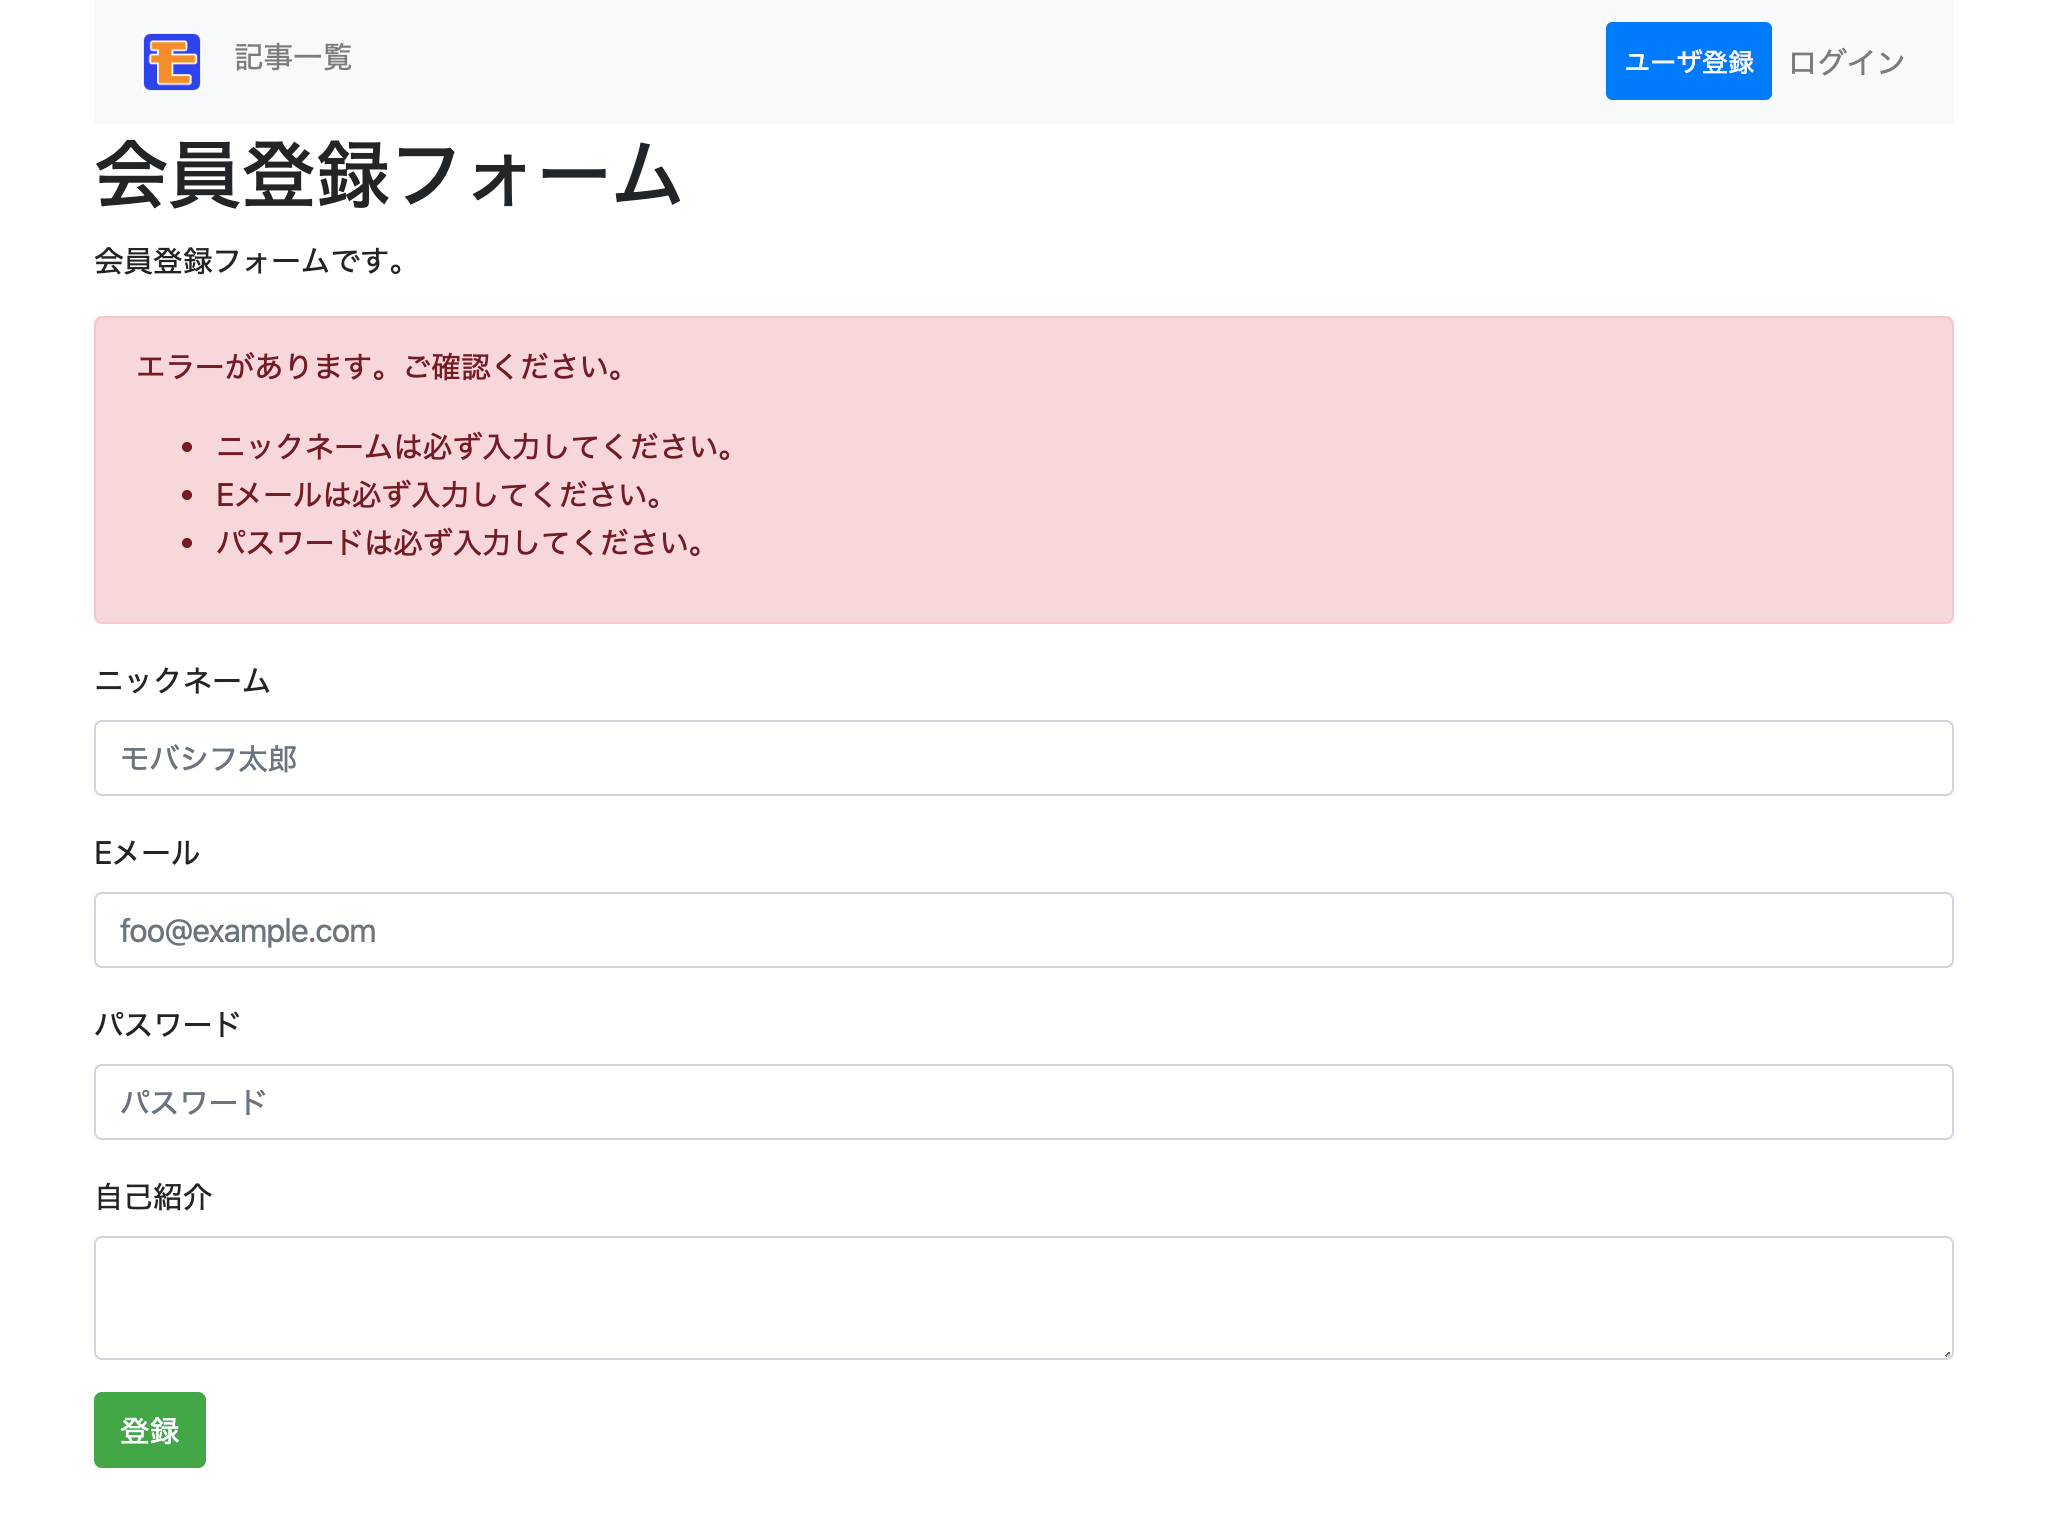 モ
記事一覧
ユーザ登録
ログイン
会員登録フォーム
会員登録フォームです。
エラーがあります。ご確認ください。
ニックネームは必ず入力してください。
Eメールは必ず入力してください。
パスワードは必ず入力してください。
ニックネーム
モバシフ太郎
Eメール
foo@example.com
パスワード
パスワード
自己紹介
登録